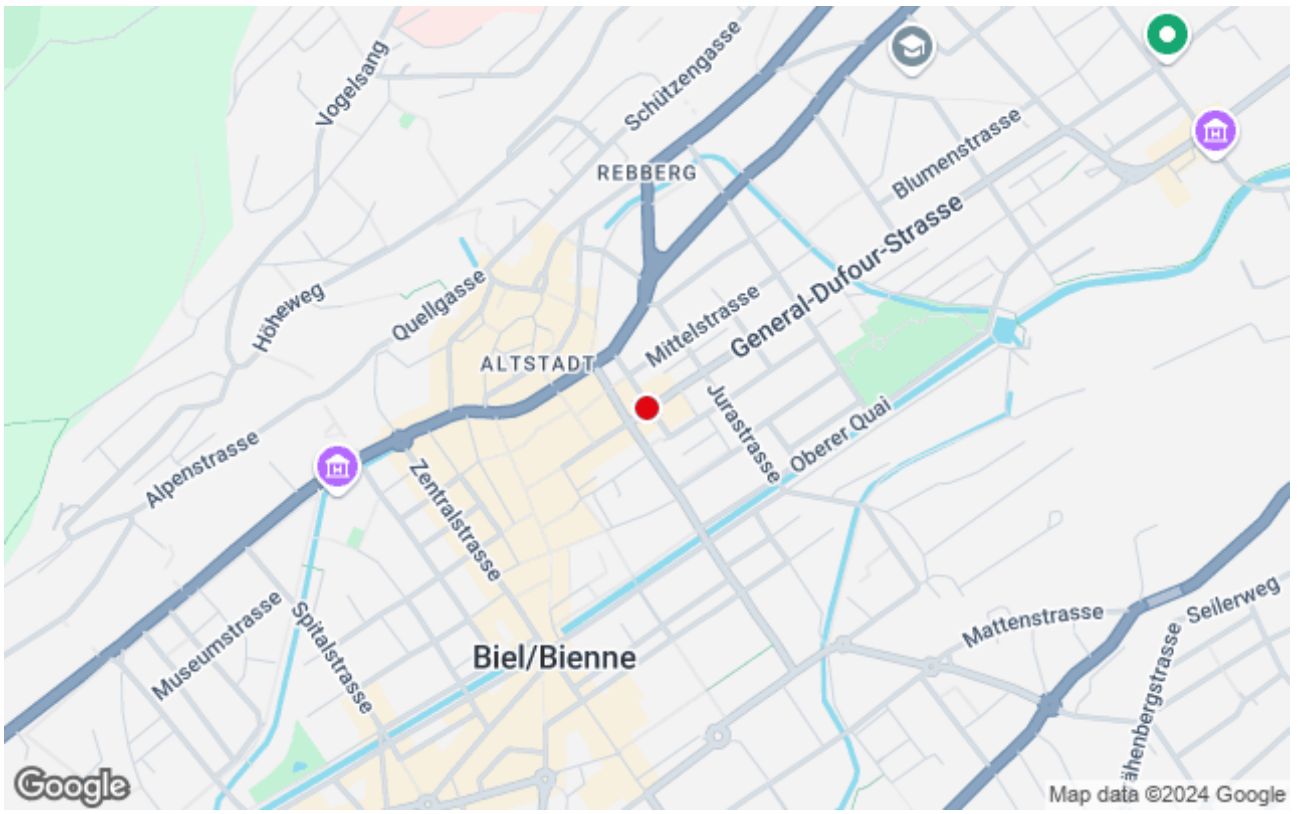 Vogelsang
Schützengasse
REBBERG
Blumenstrasse
General-Dufour-Strasse
Höheweg
Quellgasse
Mittelstrasse
ALTSTADT
Jurastrasse
Oberer Quai
Alpenstrasse
Zentralstrasse
Museumstrasse
Spitalstrasse
Biel/Bienne
Mattenstrasse
Seilerweg
ähenbergstrasse
Google
Map data ©2024 Google